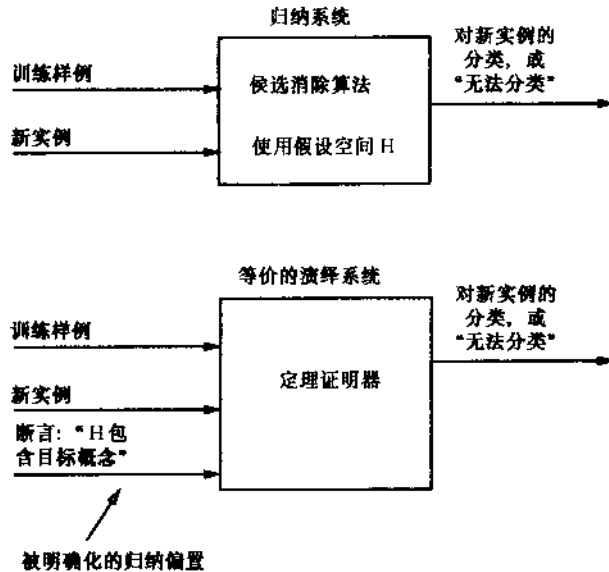 归纳系统
训练样例
新实例
候选消除算法
使用假设空间 H
对新实例的
分类, 或
“无法分类”
等价的演绎系统
训练样例
新实例
断言: “H 包
含目标概念”
定理证明器
对新实例的
分类, 或
“无法分类”
被明确化的归纳偏置